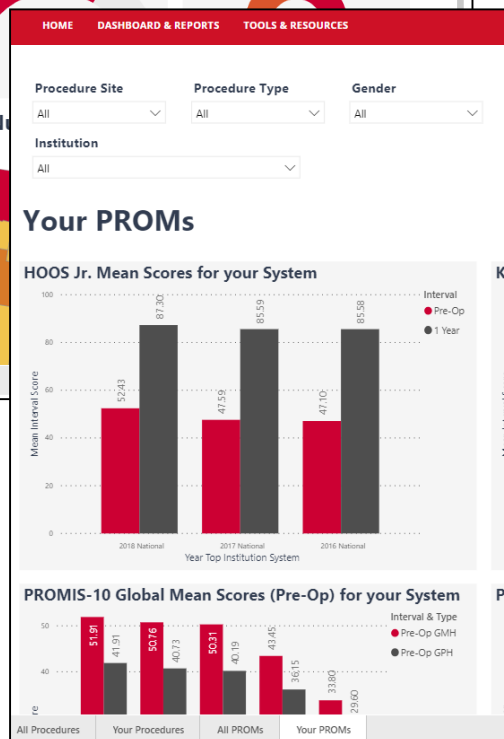 HOME DASHBOARD & REPORTS TOOLS & RESOURCES
Procedure Site Procedure Type Gender
All All All
Institution
All
Your PROMs
HOOS Jr. Mean Scores for your System
Interval
Pre-Op
1 Year
Mean Interval Score
100
80
60
40
20
0
52.43 87.30 47.59 85.59 47.10 85.58
2018 National 2017 National 2016 National
Year Top Institution System
PROMIS-10 Global Mean Scores (Pre-Op) for your System
Interval & Type
Pre-Op GMH
Pre-Op GPH
50
40
51.91 41.91 50.76 40.73 50.31 40.19 43.45 36.15 33.80 29.60
All Procedures Your Procedures All PROMs Your PROMs